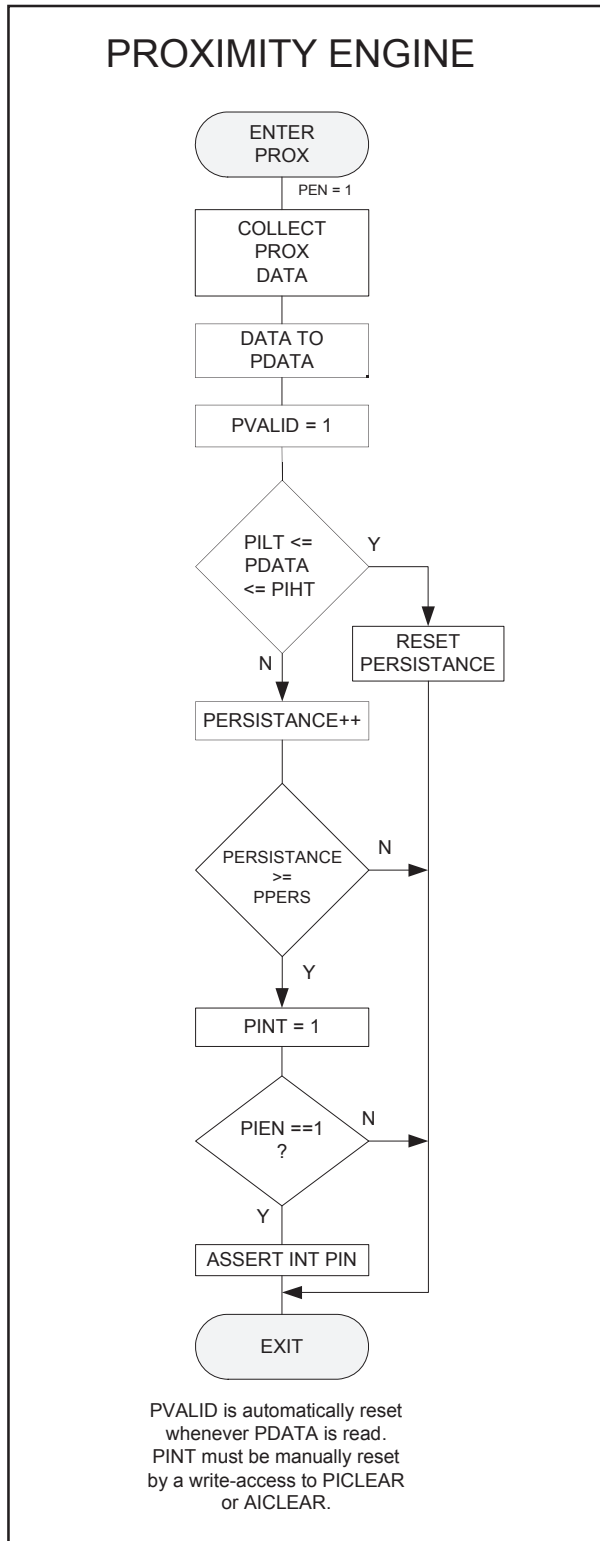 PROXIMITY ENGINE
ENTER
PROX
PEN = 1
COLLECT
PROX
DATA
DATA TO
PDATA
PVALID = 1
PILT <=
PDATA
<= PIHT
Y
RESET
PERSISTANCE
N
PERSISTANCE++
PERSISTANCE
>=
PPERS
N
Y
PINT = 1
PIEN ==1
?
N
Y
ASSERT INT PIN
EXIT
PVALID is automatically reset
whenever PDATA is read.
PINT must be manually reset
by a write-access to PICLEAR
or AICLEAR.